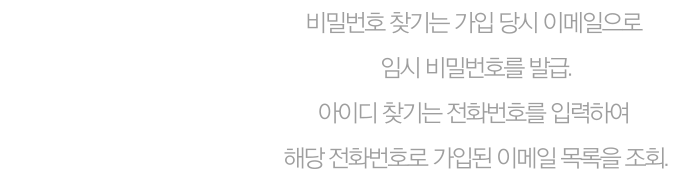 비밀번호 찾기는 가입 당시 이메일으로
임시 비밀번호를 발급.
아이디 찾기는 전화번호를 입력하여
해당 전화번호로 가입된 이메일 목록을 조회.